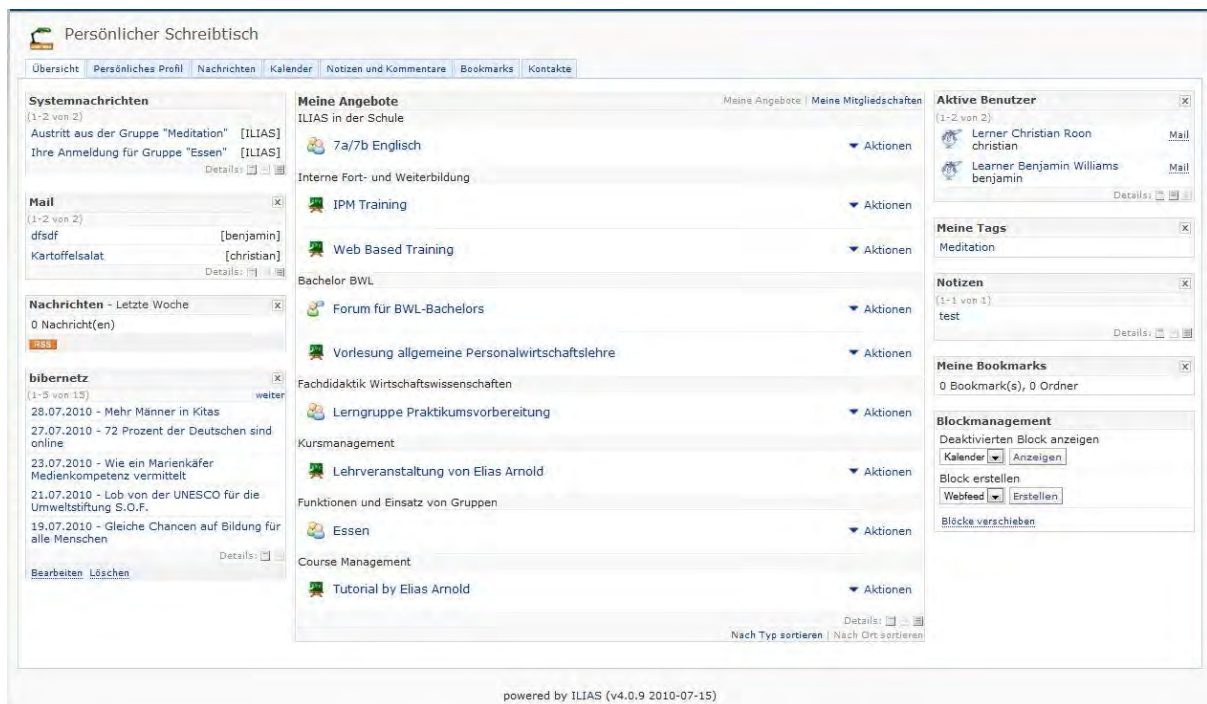 Persönlicher Schreibtisch
Übersicht Persönliches Profil Nachrichten Kalender Notizen und Kommentare Bookmarks Kontakte
Systemnachrichten
(1-2 von 2)
Austritt aus der Gruppe "Meditation" [ILIAS]
Ihre Anmeldung für Gruppe "Essen" [ILIAS]
Details:
Mail
(1-2 von 2)
dfsdf [benjamin]
Kartoffelsalat [christian]
Details:
Nachrichten - Letzte Woche
0 Nachricht(en)
RSS
bibernetz
(1-5 von 15) weiter
28.07.2010 - Mehr Männer in Kitas
27.07.2010 - 72 Prozent der Deutschen sind
online
23.07.2010 - Wie ein Marienkäfer
Medienkompetenz vermittelt
21.07.2010 - Lob von der UNESCO für die
Umweltstiftung S.O.F.
19.07.2010 - Gleiche Chancen auf Bildung für
alle Menschen
Details:
Bearbeiten Löschen
Meine Angebote Meine Angebote | Meine Mitgliedschaften
ILIAS in der Schule
7a/7b Englisch Aktionen
Interne Fort- und Weiterbildung
IPM Training Aktionen
Web Based Training Aktionen
Bachelor BWL
Forum für BWL-Bachelors Aktionen
Vorlesung allgemeine Personalwirtschaftslehre Aktionen
Fachdidaktik Wirtschaftswissenschaften
Lerngruppe Praktikumsvorbereitung Aktionen
Kursmanagement
Lehrveranstaltung von Elias Arnold Aktionen
Funktionen und Einsatz von Gruppen
Essen Aktionen
Course Management
Tutorial by Elias Arnold Aktionen
Details:
Nach Typ sortieren | Nach Ort sortieren
Aktive Benutzer
(1-2 von 2)
Lerner Christian Roon Mail
christian
Learner Benjamin Williams Mail
benjamin
Details:
Meine Tags
Meditation
Notizen
(1-1 von 1)
test
Details:
Meine Bookmarks
0 Bookmark(s), 0 Ordner
Blockmanagement
Deaktivierten Block anzeigen
Kalender Anzeigen
Block erstellen
Webfeed Erstellen
Blöcke verschieben
powered by ILIAS (v4.0.9 2010-07-15)